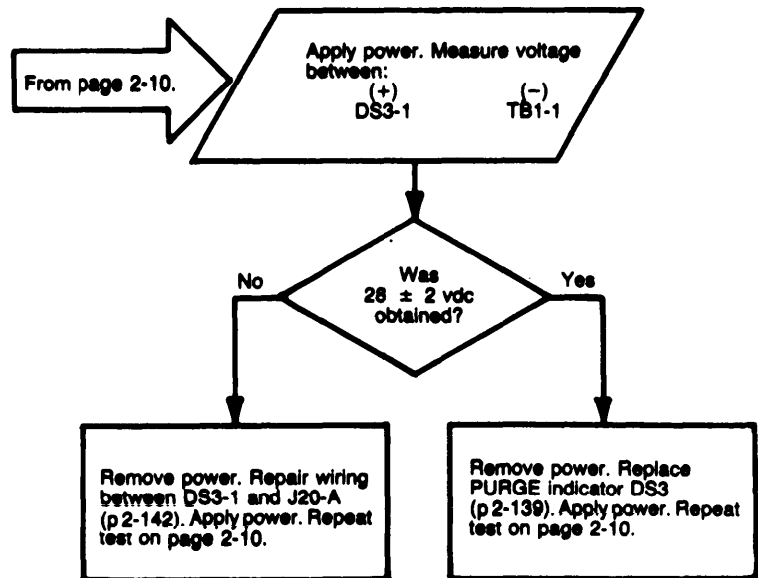 From page 2-10.
Apply power. Measure voltage
between:
(+) (-)
DS3-1 TB1-1
No
Was
28 ± 2 vdc
obtained?
Yes
Remove power. Repair wiring
between DS3-1 and J20-A
(p 2-142). Apply power. Repeat
test on page 2-10.
Remove power. Replace
PURGE indicator DS3
(p 2-139). Apply power. Repeat
test on page 2-10.